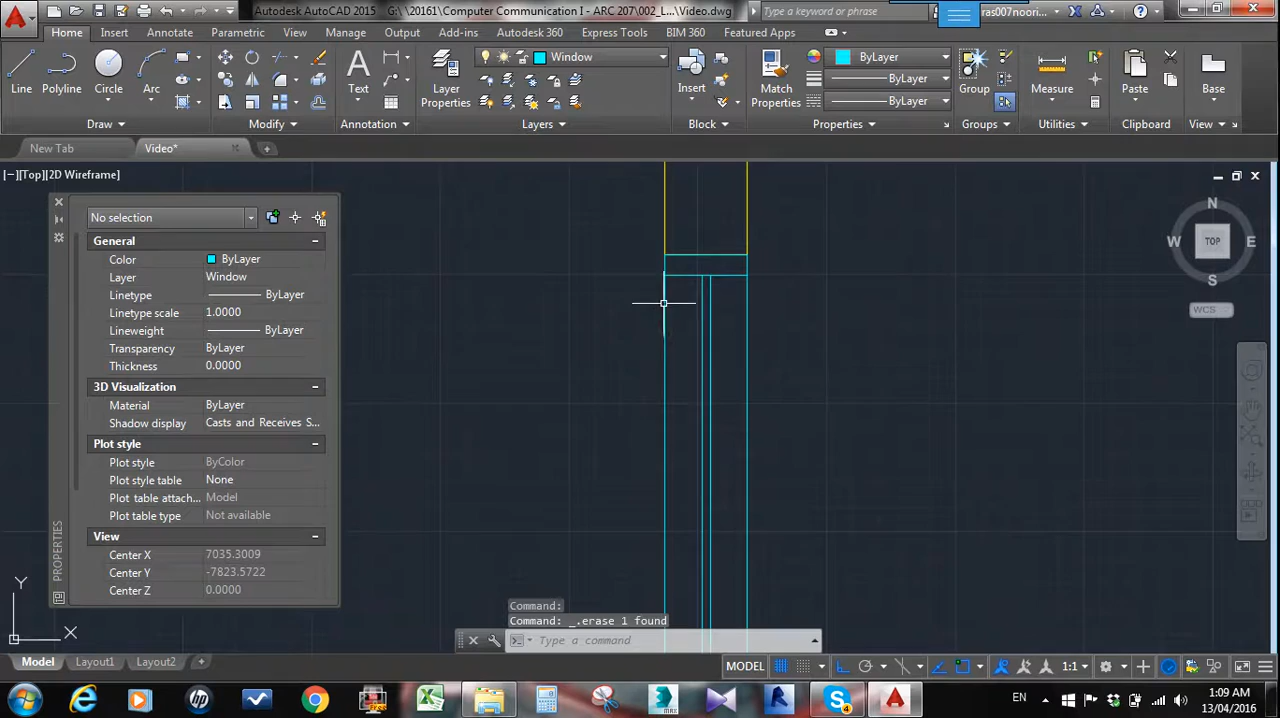 Autodesk AutoCAD 2015 G:\ \20161\Computer Communication I - ARC 207\002_L...\Video.dwg
Type a keyword or phrase
ras007noori...
Home Insert Annotate View Manage Output Add-ins Autodesk 360 Express Tools BIM 360 Featured Apps
Window
ByLayer
ByLayer
ByLayer
Line Polyline Circle Arc Text Layer Properties Insert Match Properties Group Measure Paste Base
Draw Modify Annotation Layers Block Properties Groups Utilities Clipboard View
New Tab Video*
[−][Top][2D Wireframe]
No selection
General
Color ByLayer
Layer Window
Linetype ByLayer
Linetype scale 1.0000
Lineweight ByLayer
Transparency ByLayer
Thickness 0.0000
3D Visualization
Material ByLayer
Shadow display Casts and Receives S...
Plot style
Plot style ByColor
Plot style table None
Plot table attach... Model
Plot table type Not available
View
Center X 7035.3009
Center Y -7823.5722
Center Z 0.0000
PROPERTIES
N
W TOP E
S
WCS
Y
X
Command:
Command: _.erase 1 found
Type a command
Model Layout1 Layout2
MODEL 1:1
EN
1:09 AM
13/04/2016